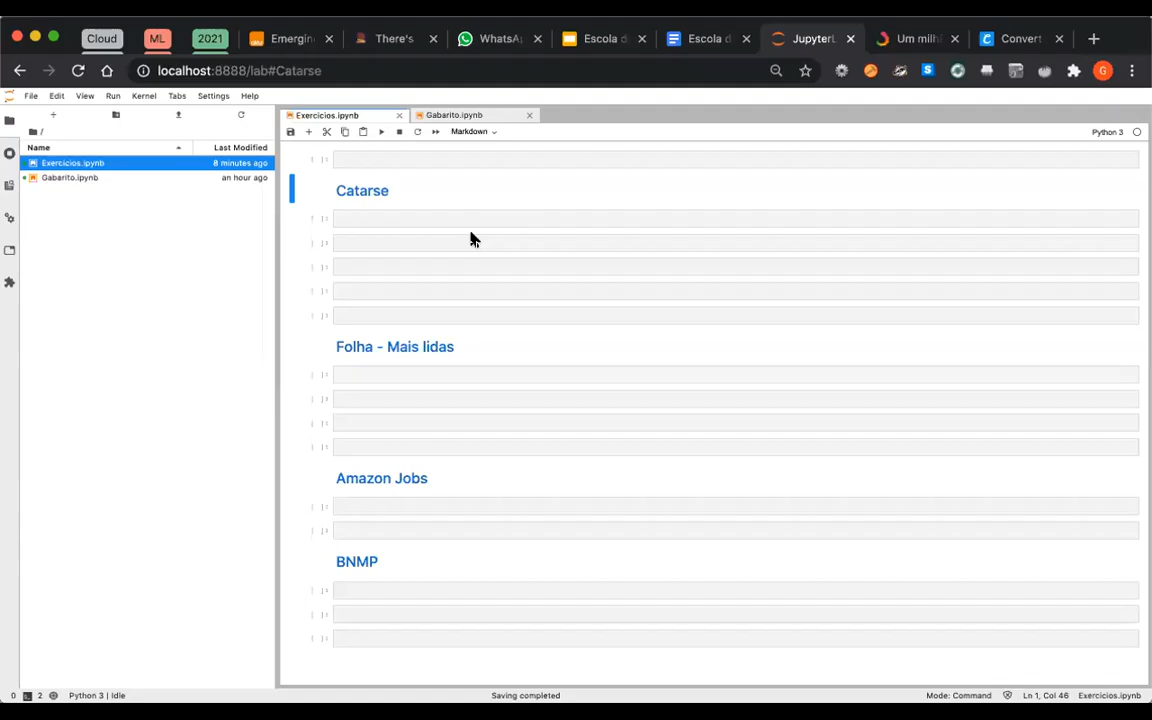 Cloud ML 2021 Emergin There's WhatsA Escola d Escola d JupyterL Um milh Convert
localhost:8888/lab#Catarse G
File Edit View Run Kernel Tabs Settings Help
Exercicios.ipynb Gabarito.ipynb
/ Markdown Python 3
Name Last Modified
Exercicios.ipynb 8 minutes ago
Gabarito.ipynb an hour ago
Catarse
Folha - Mais lidas
Amazon Jobs
BNMP
0 2 Python 3 | Idle Saving completed Mode: Command Ln 1, Col 46 Exercicios.ipynb